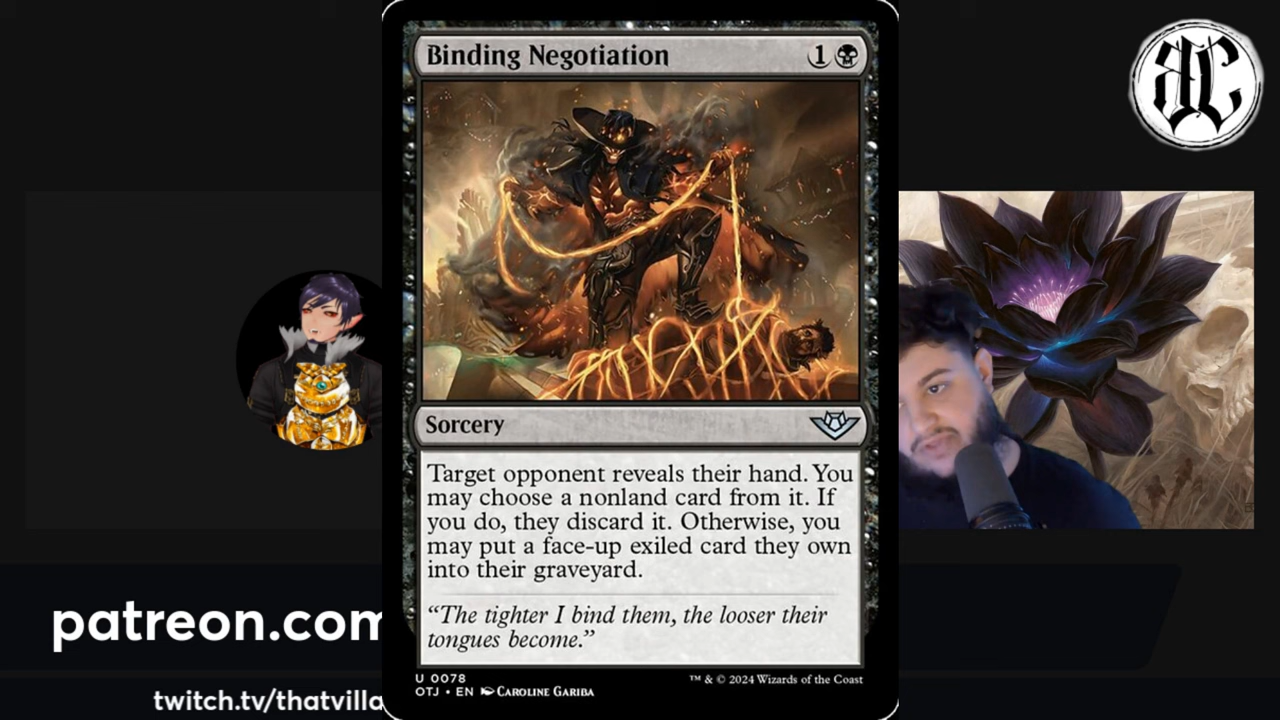 Binding Negotiation 1
Sorcery
Target opponent reveals their hand. You
may choose a nonland card from it. If
you do, they discard it. Otherwise, you
may put a face-up exiled card they own
into their graveyard.
“The tighter I bind them, the looser their
tongues become.”
U 0078
OTJ • EN CAROLINE GARIBA
™ & © 2024 Wizards of the Coast
patreon.com
twitch.tv/thatvilla